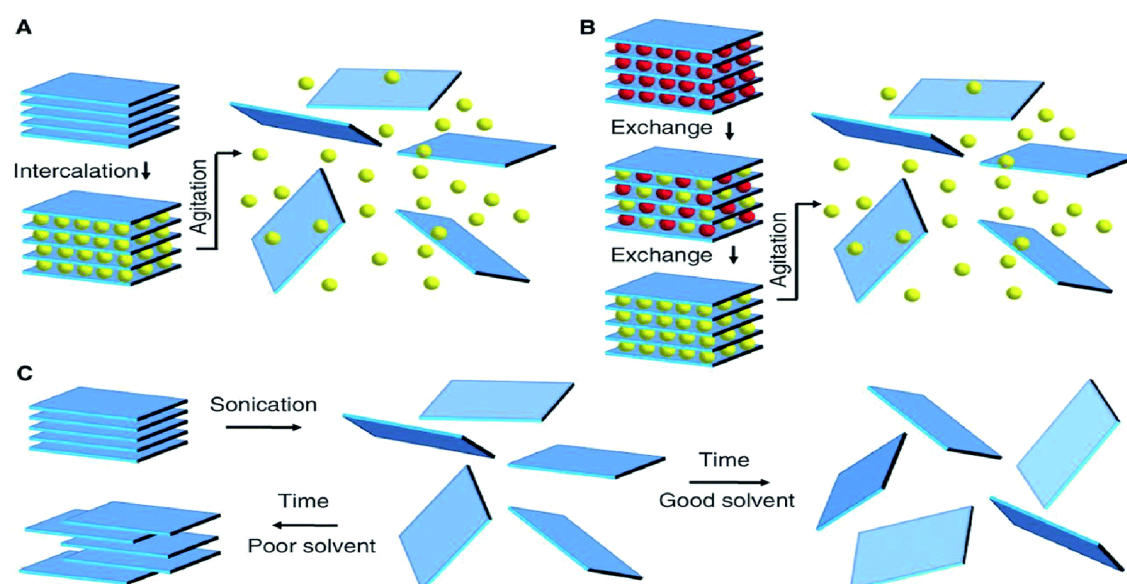 A
Intercalation
Agitation
B
Exchange
Exchange
Agitation
C
Sonication
Time
Poor solvent
Time
Good solvent